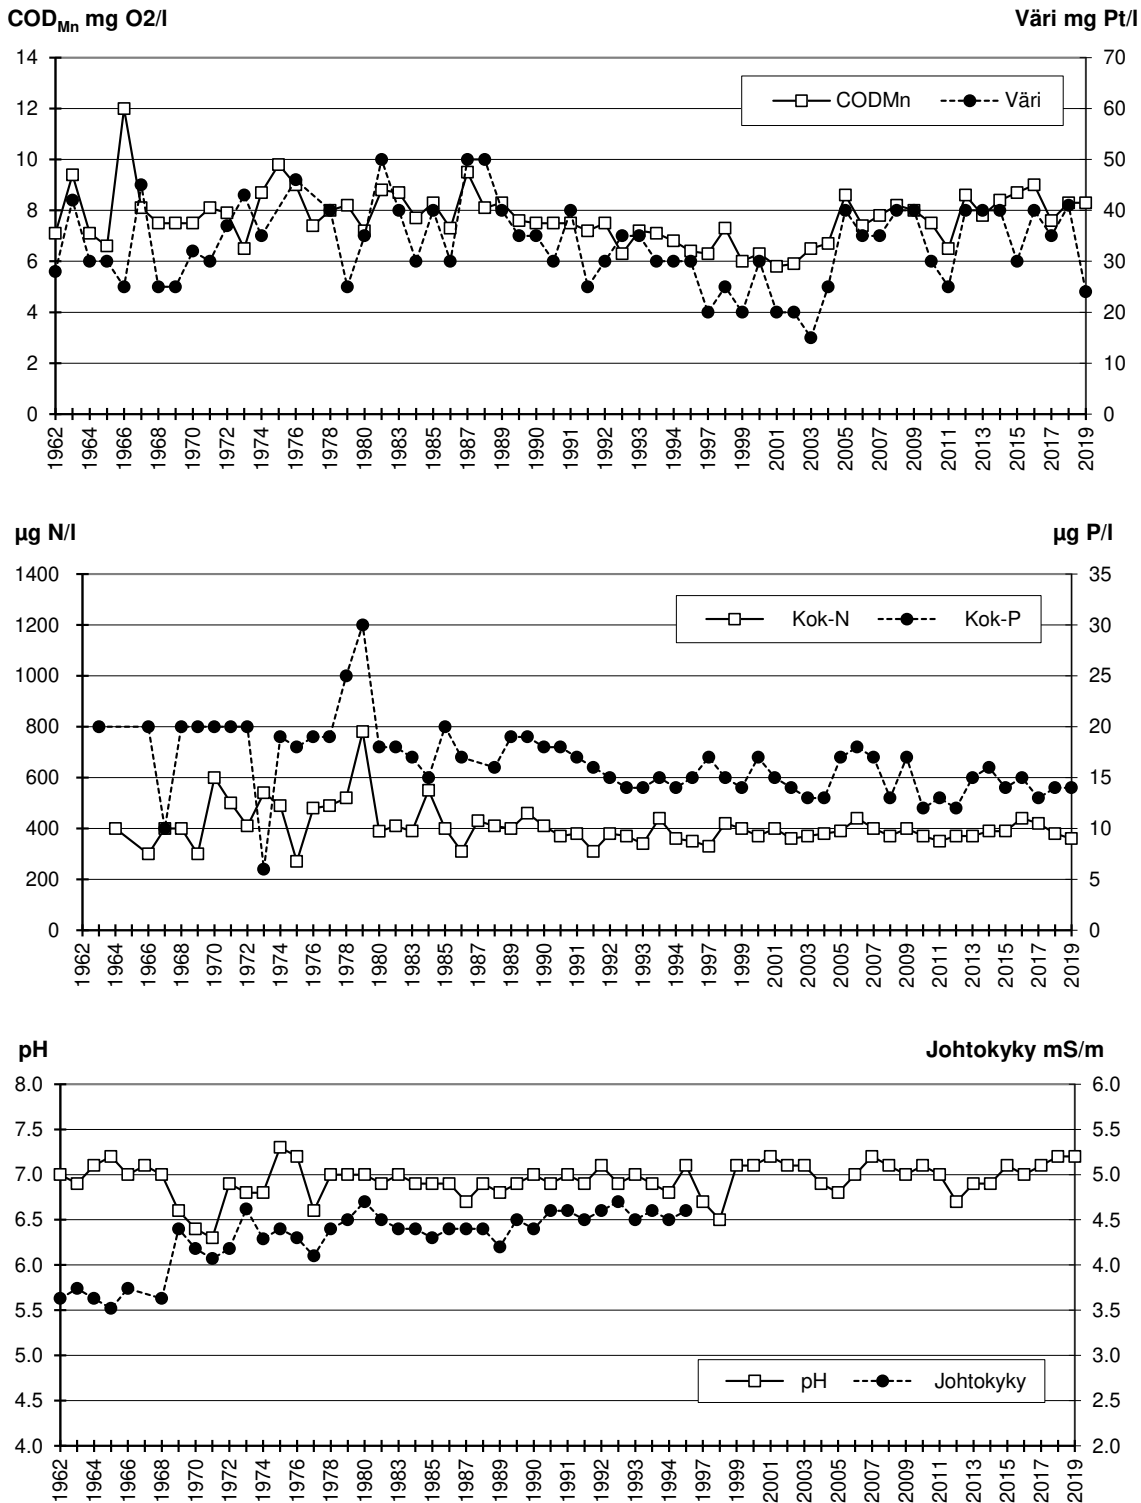 CODMn mg O2/l Väri mg Pt/l
14 70
12 60
10 50
8 40
6 30
4 20
2 10
0 0
CODMn Väri
1962 1964 1966 1968 1970 1972 1974 1976 1978 1980 1983 1985 1987 1989 1990 1991 1992 1993 1994 1997 1999 2001 2003 2005 2007 2009 2011 2013 2015 2017 2019
µg N/l µg P/l
1400 35
1200 30
1000 25
800 20
600 15
400 10
200 5
0 0
Kok-N Kok-P
1962 1964 1966 1968 1970 1972 1974 1976 1978 1980 1983 1985 1987 1989 1990 1991 1992 1993 1994 1997 1999 2001 2003 2005 2007 2009 2011 2013 2015 2017 2019
pH Johtokyky mS/m
8.0 6.0
7.5 5.5
7.0 5.0
6.5 4.5
6.0 4.0
5.5 3.5
5.0 3.0
4.5 2.5
4.0 2.0
pH Johtokyky
1962 1964 1966 1968 1970 1972 1974 1976 1978 1980 1983 1985 1987 1989 1990 1991 1992 1993 1994 1997 1999 2001 2003 2005 2007 2009 2011 2013 2015 2017 2019